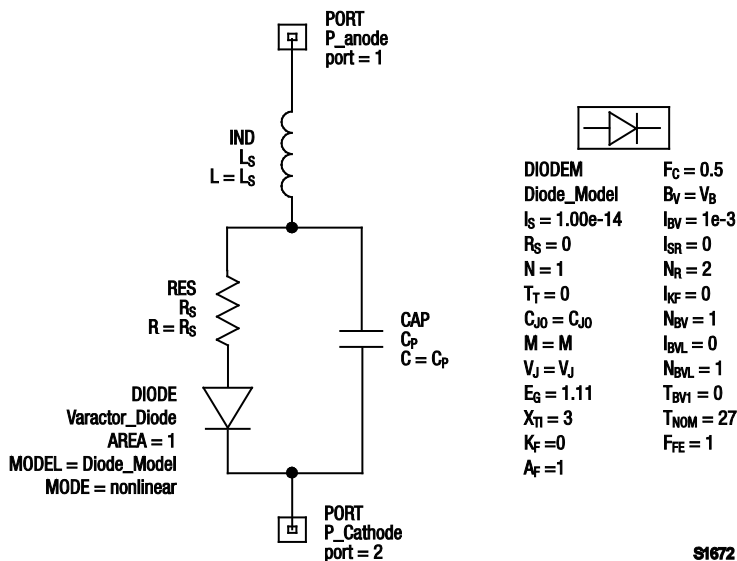 PORT
P_anode
port = 1
IND
LS
L = LS
RES
RS
R = RS
CAP
CP
C = CP
DIODE
Varactor_Diode
AREA = 1
MODEL = Diode_Model
MODE = nonlinear
PORT
P_Cathode
port = 2
DIODEM
Diode_Model
IS = 1.00e-14
RS = 0
N = 1
TT = 0
CJO = CJO
M = M
VJ = VJ
EG = 1.11
XTI = 3
KF =0
AF =1
FC = 0.5
BV = VB
IBV = 1e-3
ISR = 0
NR = 2
IKF = 0
NBV = 1
IBVL = 0
NBVL = 1
TBV1 = 0
TNOM = 27
FFE = 1
S1672